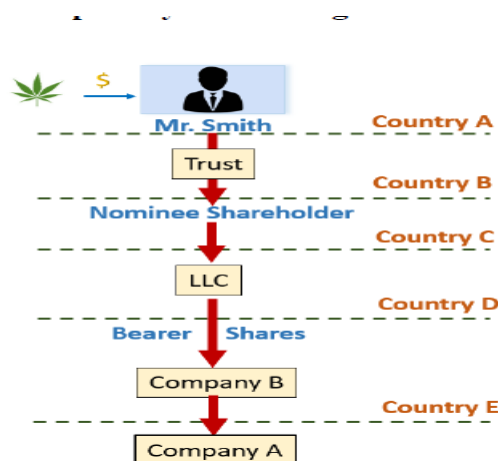 $
Mr. Smith
Country A
Trust
Country B
Nominee Shareholder
Country C
LLC
Country D
Bearer Shares
Company B
Country E
Company A